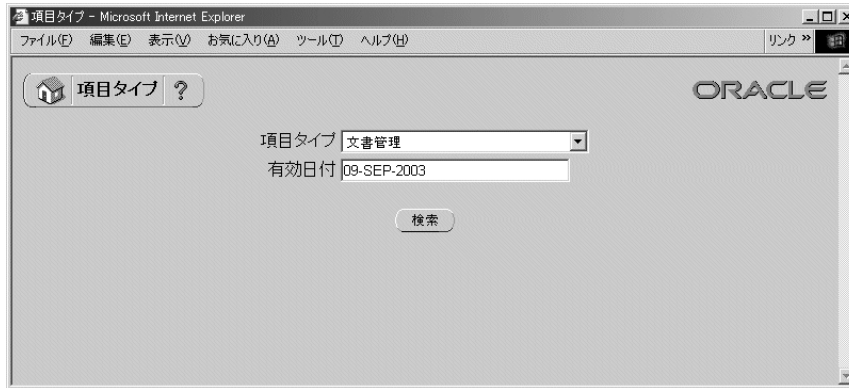 項目タイプ - Microsoft Internet Explorer
ファイル(F) 編集(E) 表示(V) お気に入り(A) ツール(T) ヘルプ(H) リンク »
項目タイプ ? ORACLE
項目タイプ 文書管理
有効日付 09-SEP-2003
検索